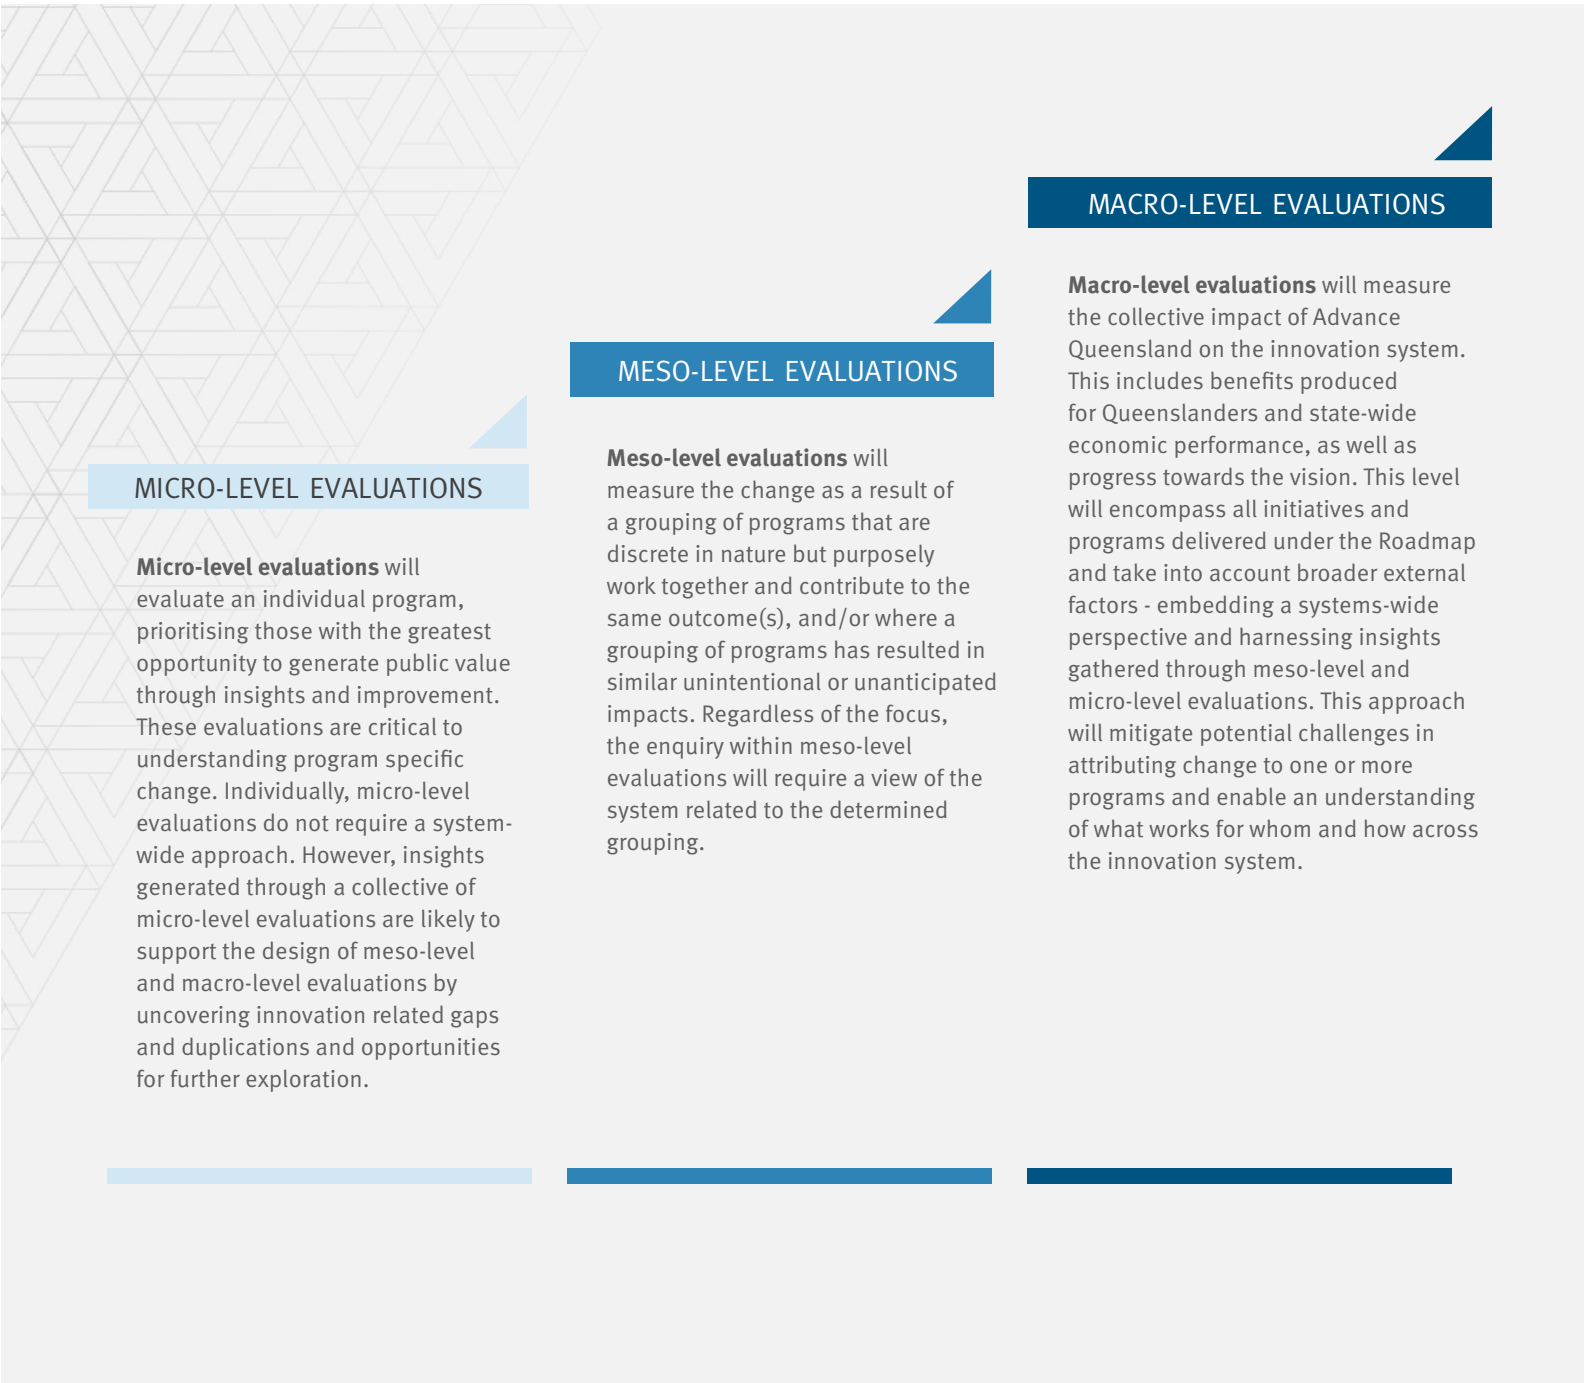 MICRO-LEVEL EVALUATIONS
Micro-level evaluations will
evaluate an individual program,
prioritising those with the greatest
opportunity to generate public value
through insights and improvement.
These evaluations are critical to
understanding program specific
change. Individually, micro-level
evaluations do not require a system-
wide approach. However, insights
generated through a collective of
micro-level evaluations are likely to
support the design of meso-level
and macro-level evaluations by
uncovering innovation related gaps
and duplications and opportunities
for further exploration.
MESO-LEVEL EVALUATIONS
Meso-level evaluations will
measure the change as a result of
a grouping of programs that are
discrete in nature but purposely
work together and contribute to the
same outcome(s), and/or where a
grouping of programs has resulted in
similar unintentional or unanticipated
impacts. Regardless of the focus,
the enquiry within meso-level
evaluations will require a view of the
system related to the determined
grouping.
MACRO-LEVEL EVALUATIONS
Macro-level evaluations will measure
the collective impact of Advance
Queensland on the innovation system.
This includes benefits produced
for Queenslanders and state-wide
economic performance, as well as
progress towards the vision. This level
will encompass all initiatives and
programs delivered under the Roadmap
and take into account broader external
factors - embedding a systems-wide
perspective and harnessing insights
gathered through meso-level and
micro-level evaluations. This approach
will mitigate potential challenges in
attributing change to one or more
programs and enable an understanding
of what works for whom and how across
the innovation system.